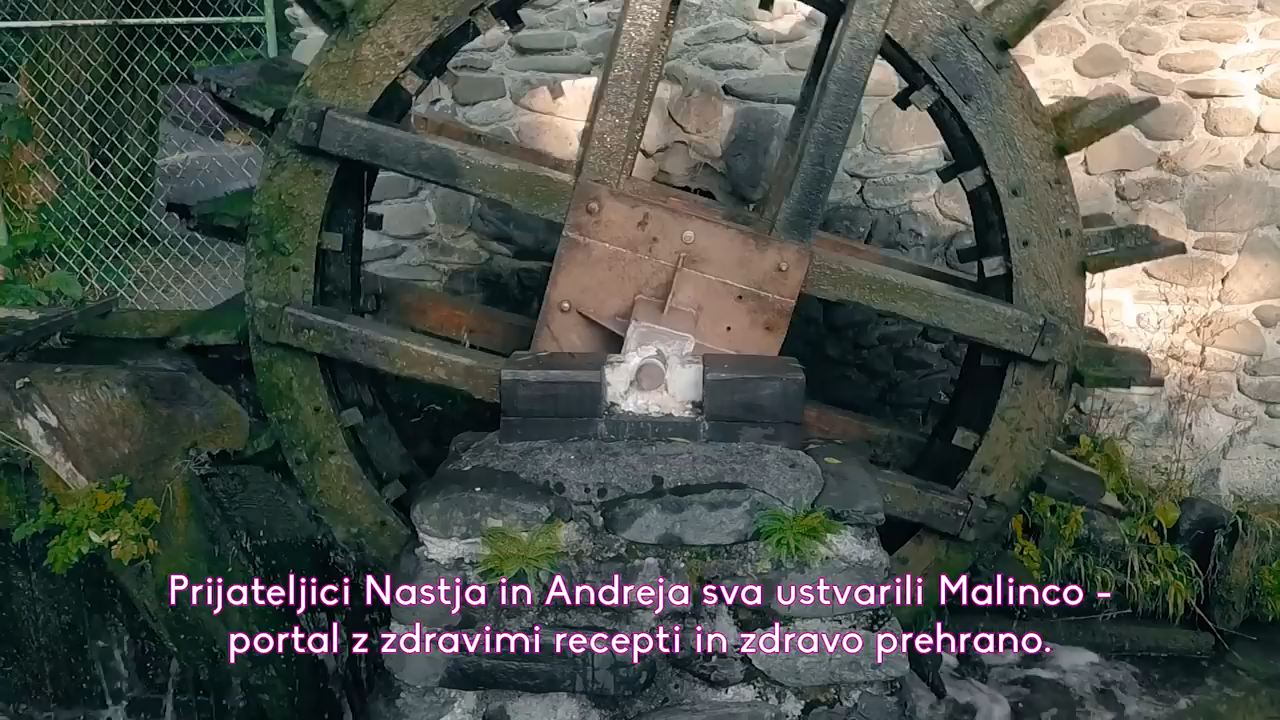 Prijateljici Nastja in Andreja sva ustvarili Malinco -
portal z zdravimi recepti in zdravo prehrano.